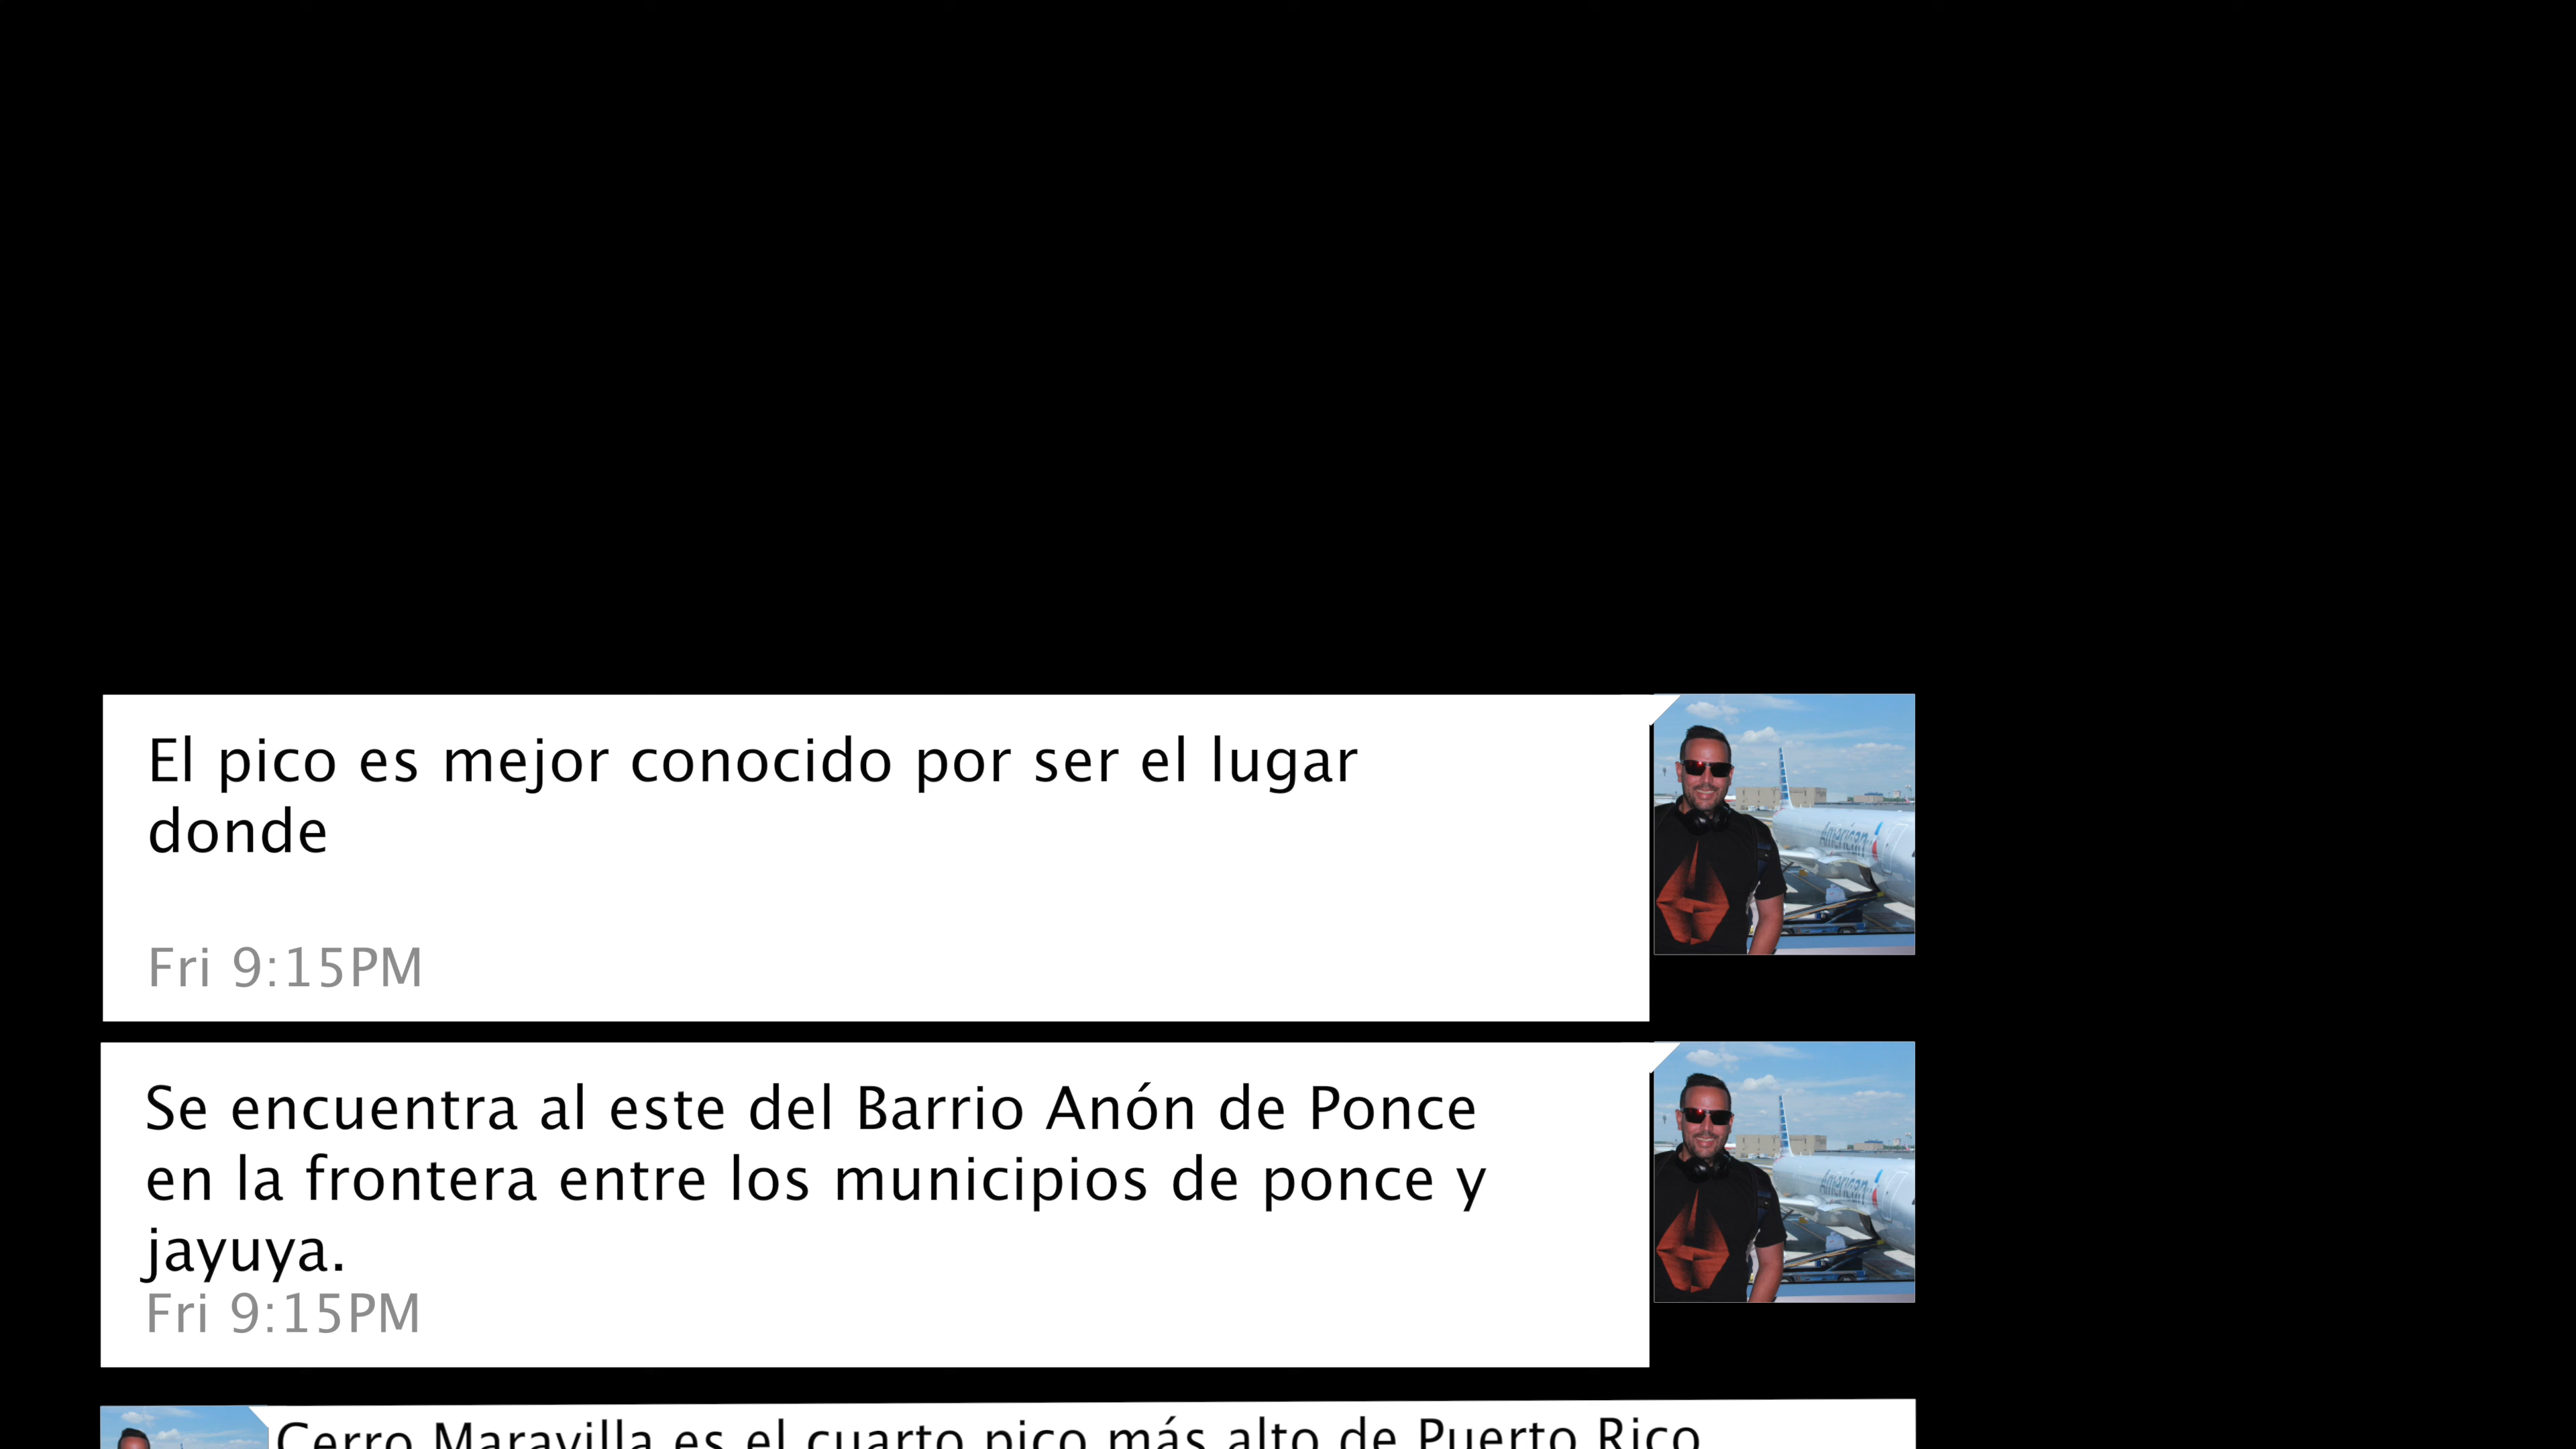 El pico es mejor conocido por ser el lugar
donde
Fri 9:15PM
American
Se encuentra al este del Barrio Anón de Ponce
en la frontera entre los municipios de ponce y
jayuya.
Fri 9:15PM
American
Cerro Maravilla es el cuarto pico más alto de Puerto Rico